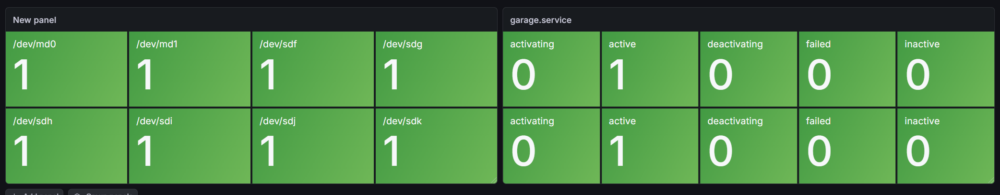 New panel
/dev/md0 /dev/md1 /dev/sdf /dev/sdg
1 1 1 1
/dev/sdh /dev/sdi /dev/sdj /dev/sdk
1 1 1 1
garage.service
activating active deactivating failed inactive
0 1 0 0 0
activating active deactivating failed inactive
0 1 0 0 0